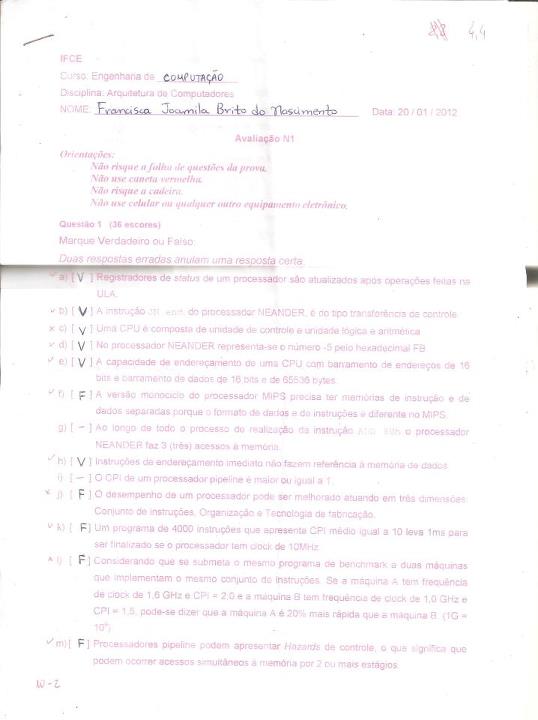 4,4
IFCE
Curso: Engenharia de COMPUTAÇÃO
Disciplina: Arquitetura de Computadores
NOME: Francisca Jocmila Brito do Nascimento Data: 20 / 01 / 2012
Avaliação N1
Orientações:
Não risque a folha de questões da prova.
Não use caneta vermelha.
Não risque a cadeira.
Não use celular ou qualquer outro equipamento eletrônico.
Questão 1 (36 escores)
Marque Verdadeiro ou Falso:
Duas respostas erradas anulam uma resposta certa.
✓ a) [ V ] Registradores de status de um processador são atualizados após operações feitas na
ULA.
✓ b) [ V ] A instrução end, do processador NEANDER, é do tipo transferência de controle.
x c) [ V ] Uma CPU é composta de unidade de controle e unidade lógica e aritmética
✓ d) [ V ] No processador NEANDER representa-se o número -5 pelo hexadecimal FB
✓ e) [ V ] A capacidade de endereçamento de uma CPU com barramento de endereços de 16
bits e barramento de dados de 16 bits e de 65536 bytes.
✓ f) [ F ] A versão monociclo do processador MIPS precisa ter memórias de instrução e de
dados separadas porque o formato de dados e de instruções e diferente no MIPS.
g) [ - ] Ao longo de todo o processo de realização da instrução o processador
NEANDER faz 3 (três) acessos à memória.
✓ h) [ V ] Instruções de endereçamento imediato não fazem referência à memória de dados
i) [ - ] O CPI de um processador pipeline é maior ou igual a 1.
x j) [ F ] O desempenho de um processador pode ser melhorado atuando em três dimensões:
Conjunto de instruções, Organização e Tecnologia de fabricação.
✓ k) [ F ] Um programa de 4000 instruções que apresenta CPI médio igual a 10 leva 1ms para
ser finalizado se o processador tem clock de 10MHz
x l) [ F ] Considerando que se submeta o mesmo programa de benchmark a duas máquinas
que implementam o mesmo conjunto de instruções. Se a máquina A tem frequência
de clock de 1,6 GHz e CPI = 2,0 e a máquina B tem frequência de clock de 1,0 GHz e
CPI = 1,5, pode-se dizer que a máquina A é 20% mais rápida que a máquina B. (1G =
10⁹)
✓ m) [ F ] Processadores pipeline podem apresentar Hazards de controle, o que significa que
podem ocorrer acessos simultâneos à memória por 2 ou mais estágios.